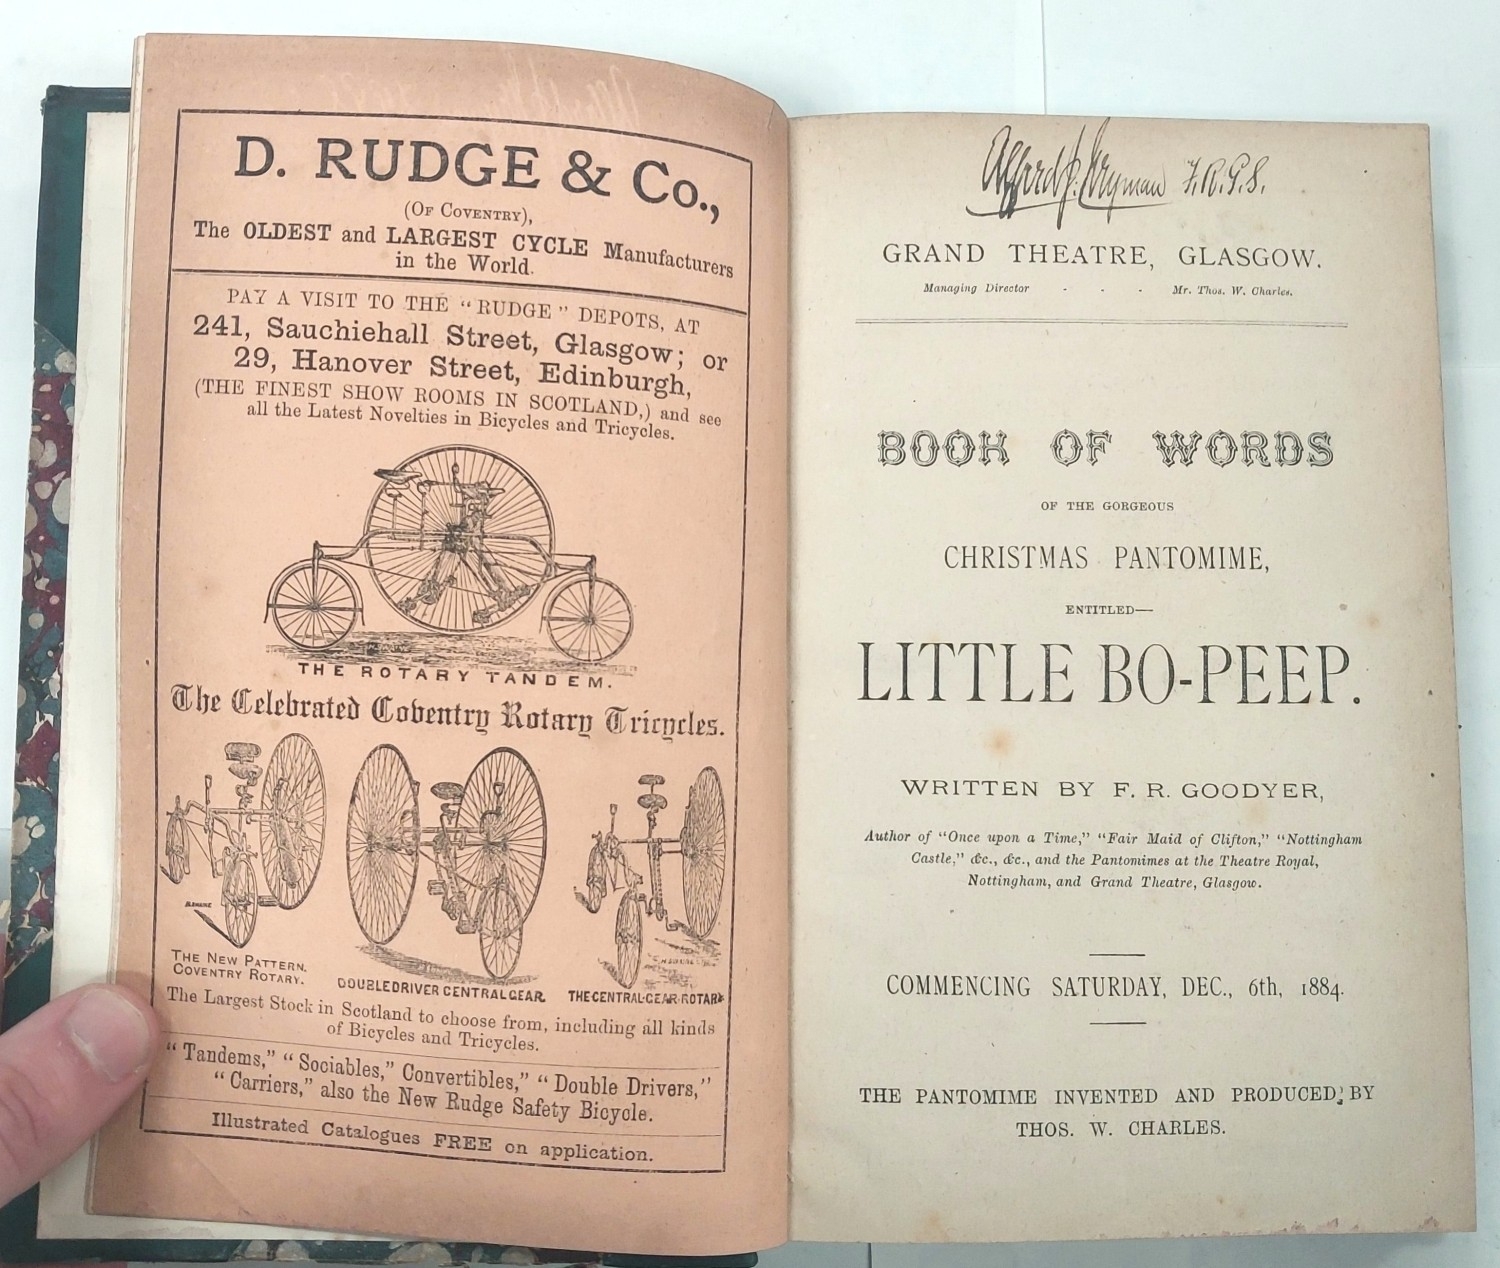 D. RUDGE & Co.,
(OF COVENTRY),
The OLDEST and LARGEST CYCLE Manufacturers
in the World.
PAY A VISIT TO THE “RUDGE” DEPOTS, AT
241, Sauchiehall Street, Glasgow; or
29, Hanover Street, Edinburgh,
(THE FINEST SHOW ROOMS IN SCOTLAND,) and see
all the Latest Novelties in Bicycles and Tricycles.
THE ROTARY TANDEM.
The Celebrated Coventry Rotary Tricycles.
THE NEW PATTERN.
COVENTRY ROTARY.
DOUBLE DRIVER CENTRAL GEAR.
THE CENTRAL-GEAR-ROTARY
The Largest Stock in Scotland to choose from, including all kinds
of Bicycles and Tricycles.
“Tandems,” “Sociables,” Convertibles,” “Double Drivers,”
“Carriers,” also the New Rudge Safety Bicycle.
Illustrated Catalogues FREE on application.
Alfred J. F.R.G.S.
GRAND THEATRE, GLASGOW.
Managing Director - - - Mr. Thos. W. Charles.
BOOK OF WORDS
OF THE GORGEOUS
CHRISTMAS PANTOMIME,
ENTITLED—
LITTLE BO-PEEP.
WRITTEN BY F. R. GOODYER,
Author of “Once upon a Time,” “Fair Maid of Clifton,” “Nottingham
Castle,” &c., &c., and the Pantomimes at the Theatre Royal,
Nottingham, and Grand Theatre, Glasgow.
COMMENCING SATURDAY, DEC., 6th, 1884.
THE PANTOMIME INVENTED AND PRODUCED; BY
THOS. W. CHARLES.